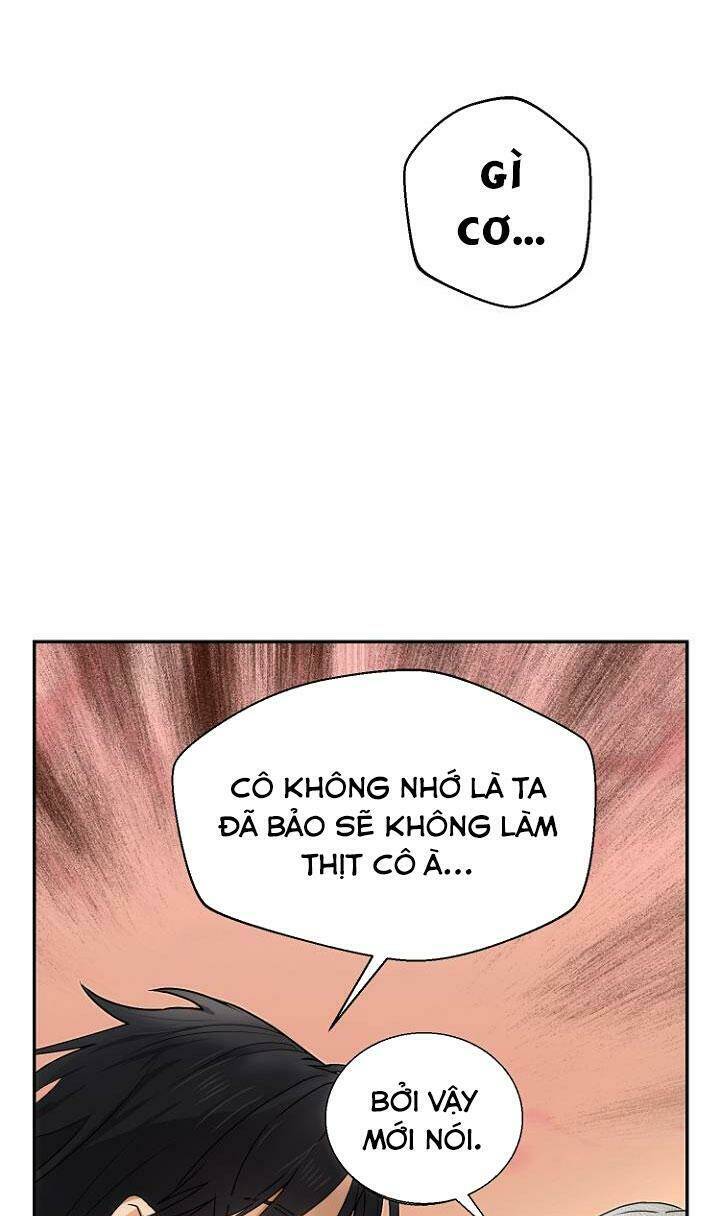 GÌ
CƠ...
CÔ KHÔNG NHỚ LÀ TA
ĐÃ BẢO SẼ KHÔNG LÀM
THỊT CÔ À...
BỞI VẬY
MỚI NÓI.